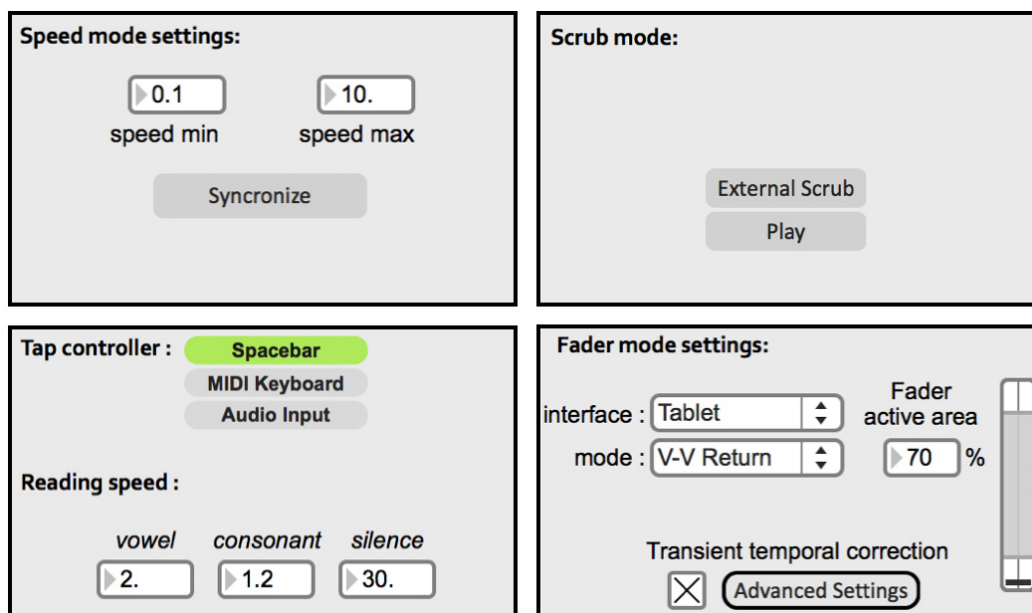 Speed mode settings:
0.1
10.
speed min
speed max
Syncronize
Scrub mode:
External Scrub
Play
Tap controller :
Spacebar
MIDI Keyboard
Audio Input
Reading speed :
vowel
consonant
silence
2.
1.2
30.
Fader mode settings:
interface : Tablet
mode : V-V Return
Fader
active area
70 %
Transient temporal correction
Advanced Settings